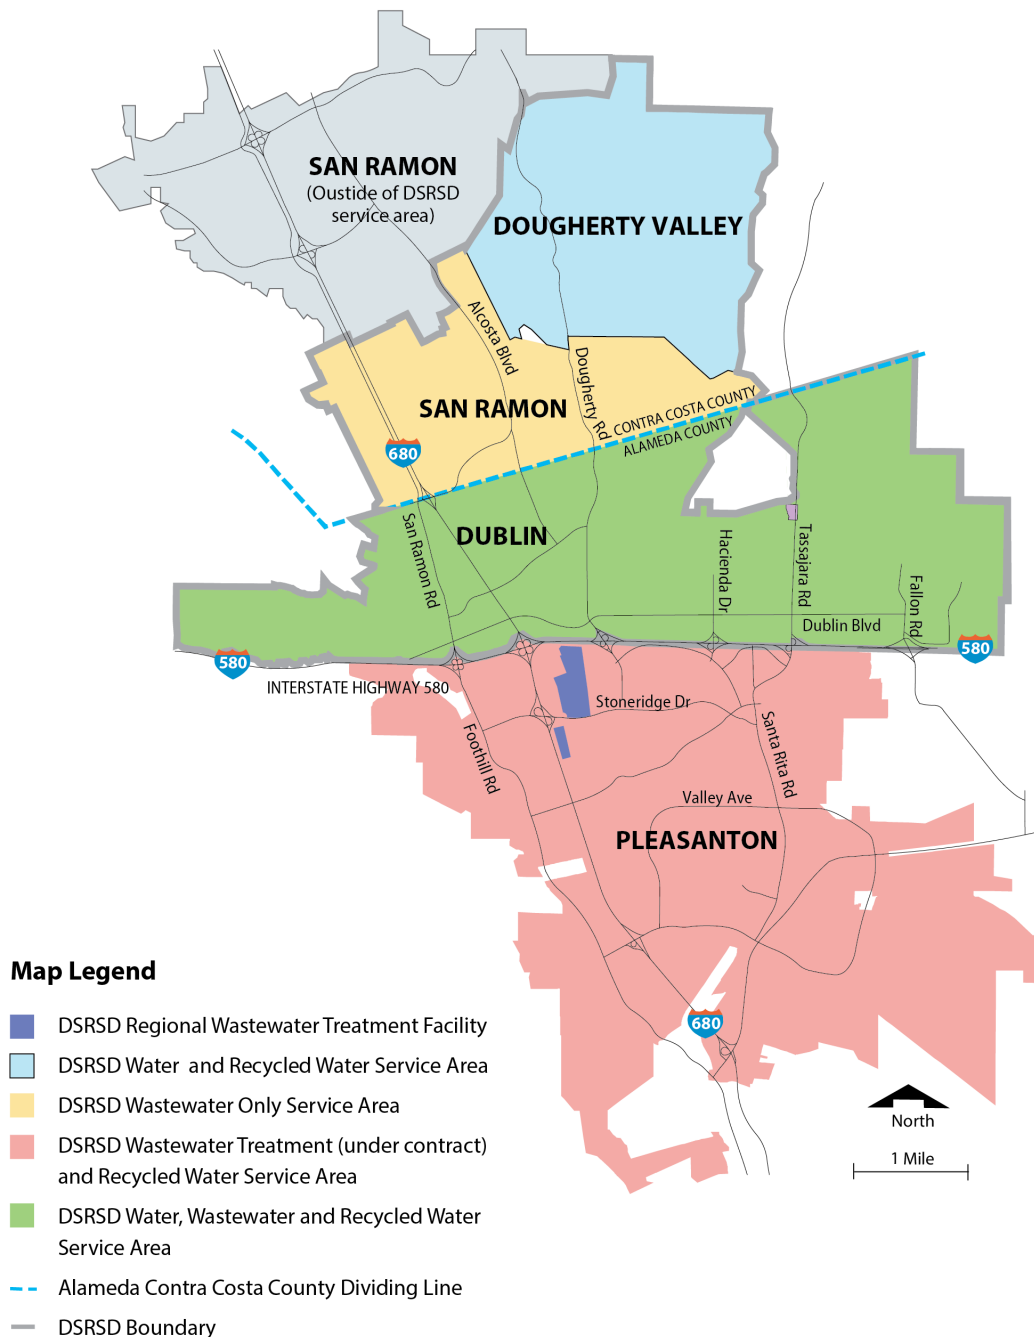 SAN RAMON
(Oustide of DSRSD
service area)
DOUGHERTY VALLEY
Alcosta Blvd
Dougherty Rd
SAN RAMON
CONTRA COSTA COUNTY
ALAMEDA COUNTY
680
San Ramon Rd
DUBLIN
Hacienda Dr
Tassajara Rd
Fallon Rd
Dublin Blvd
580
580
INTERSTATE HIGHWAY 580
Stoneridge Dr
Foothill Rd
Santa Rita Rd
Valley Ave
PLEASANTON
680
Map Legend
DSRSD Regional Wastewater Treatment Facility
DSRSD Water and Recycled Water Service Area
DSRSD Wastewater Only Service Area
DSRSD Wastewater Treatment (under contract)
and Recycled Water Service Area
DSRSD Water, Wastewater and Recycled Water
Service Area
Alameda Contra Costa County Dividing Line
DSRSD Boundary
North
1 Mile